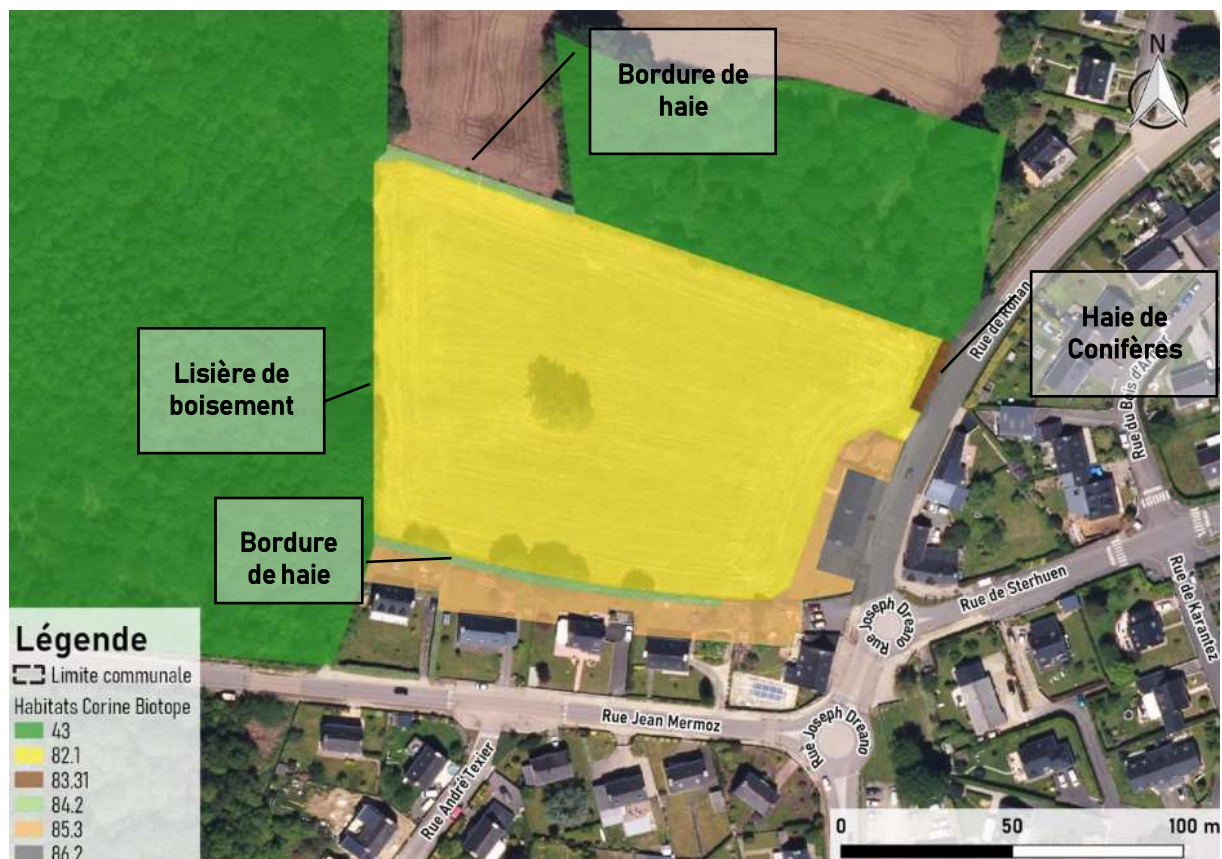 Bordure de
haie
N
Rue de Rohan
Haie de
Conifères
Rue du Bois d'Ar
Lisière de
boisement
Bordure
de haie
Rue de Sterhuen
Rue de Karantez
Rue Joseph Dreano
Rue Jean Mermoz
Rue Joseph Dreano
Rue André Texier
Légende
Limite communale
Habitats Corine Biotope
43
82.1
83.31
84.2
85.3
86.2
0 50 100 m